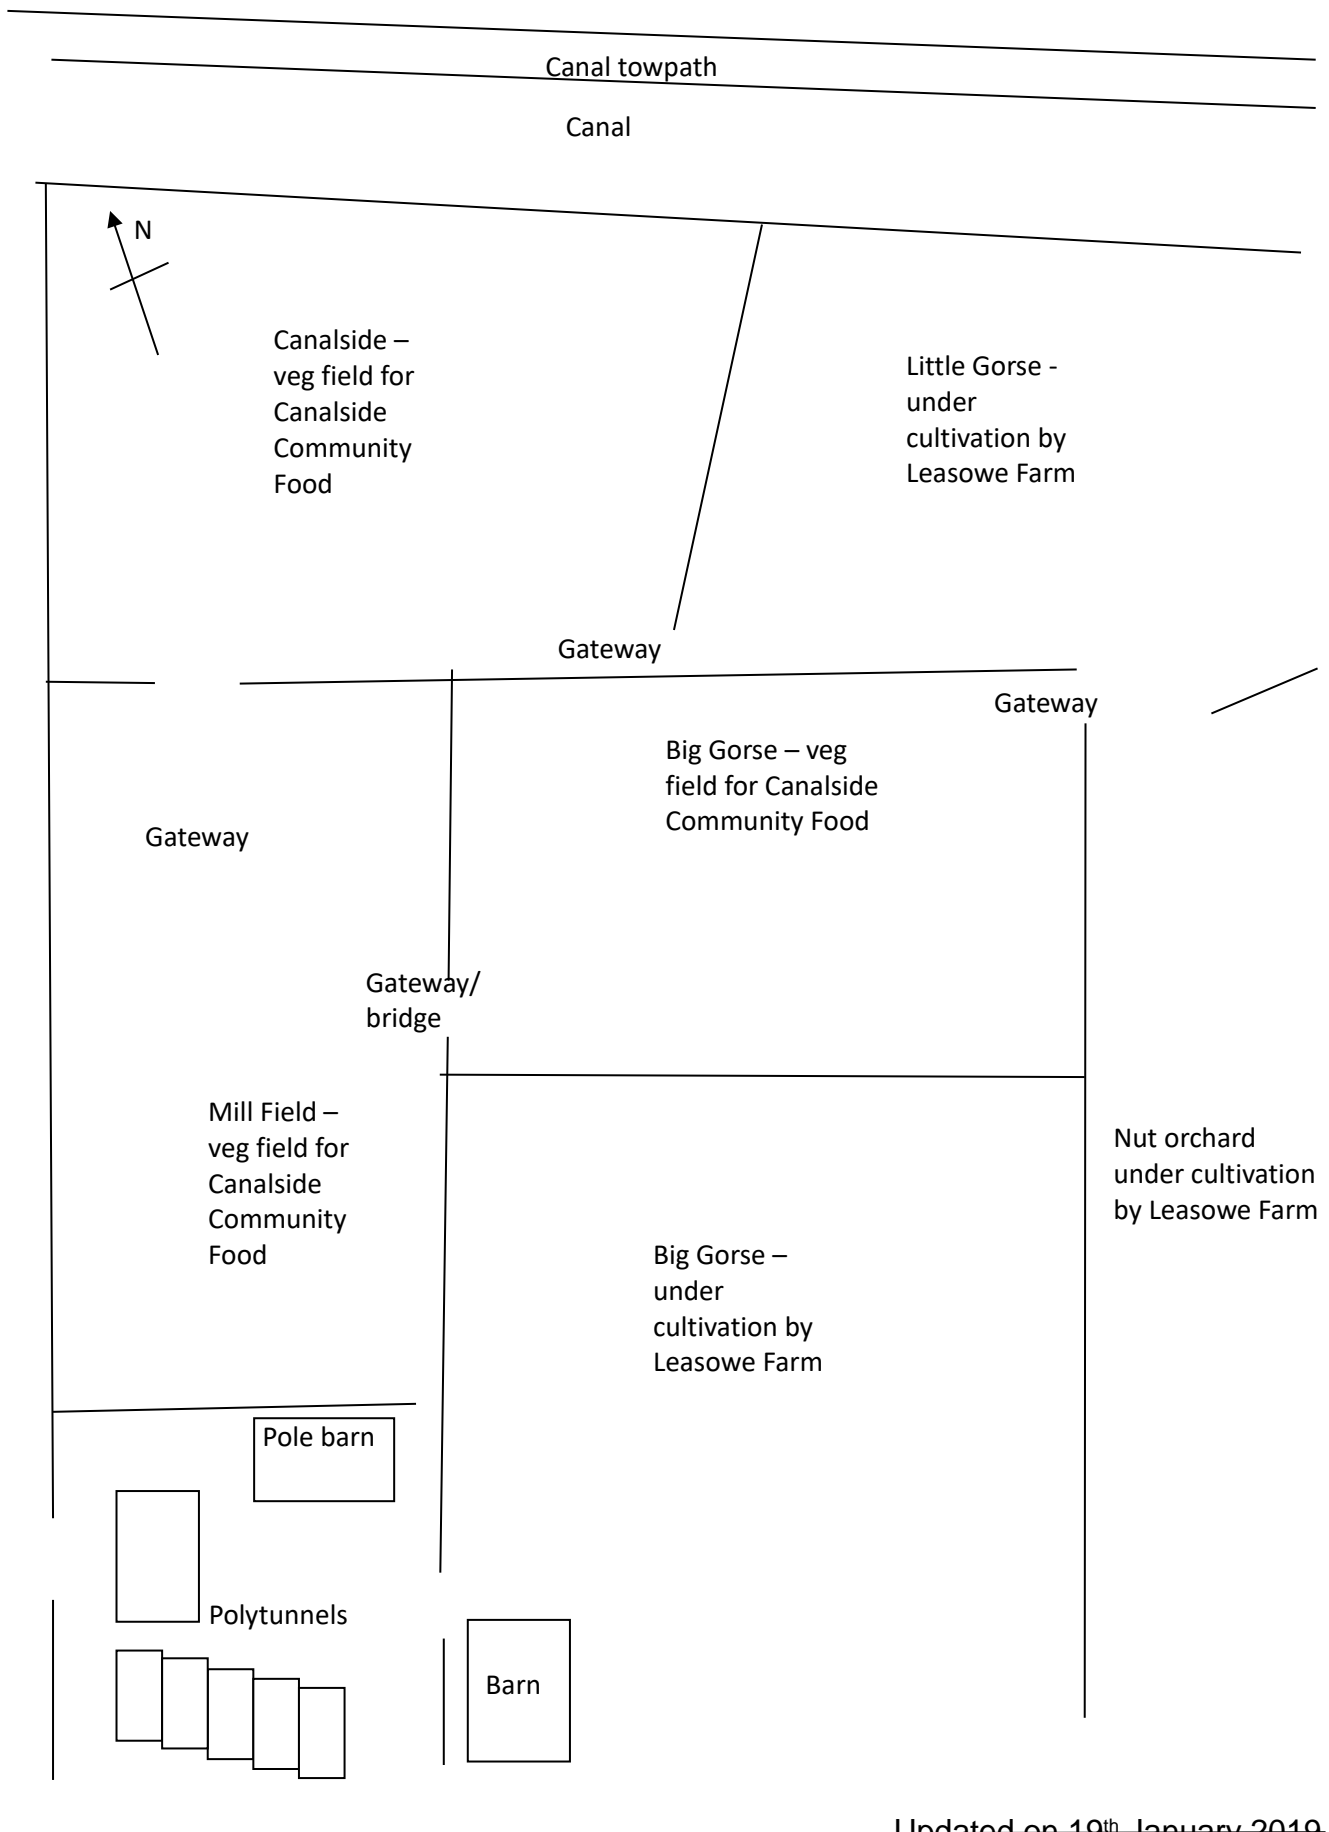 Canal towpath
Canal
N
Canalside –
veg field for
Canalside
Community
Food
Little Gorse -
under
cultivation by
Leasowe Farm
Gateway
Gateway
Big Gorse – veg
field for Canalside
Community Food
Gateway
Gateway/
bridge
Mill Field –
veg field for
Canalside
Community
Food
Nut orchard
under cultivation
by Leasowe Farm
Big Gorse –
under
cultivation by
Leasowe Farm
Pole barn
Polytunnels
Barn
Updated on 19th January 2019